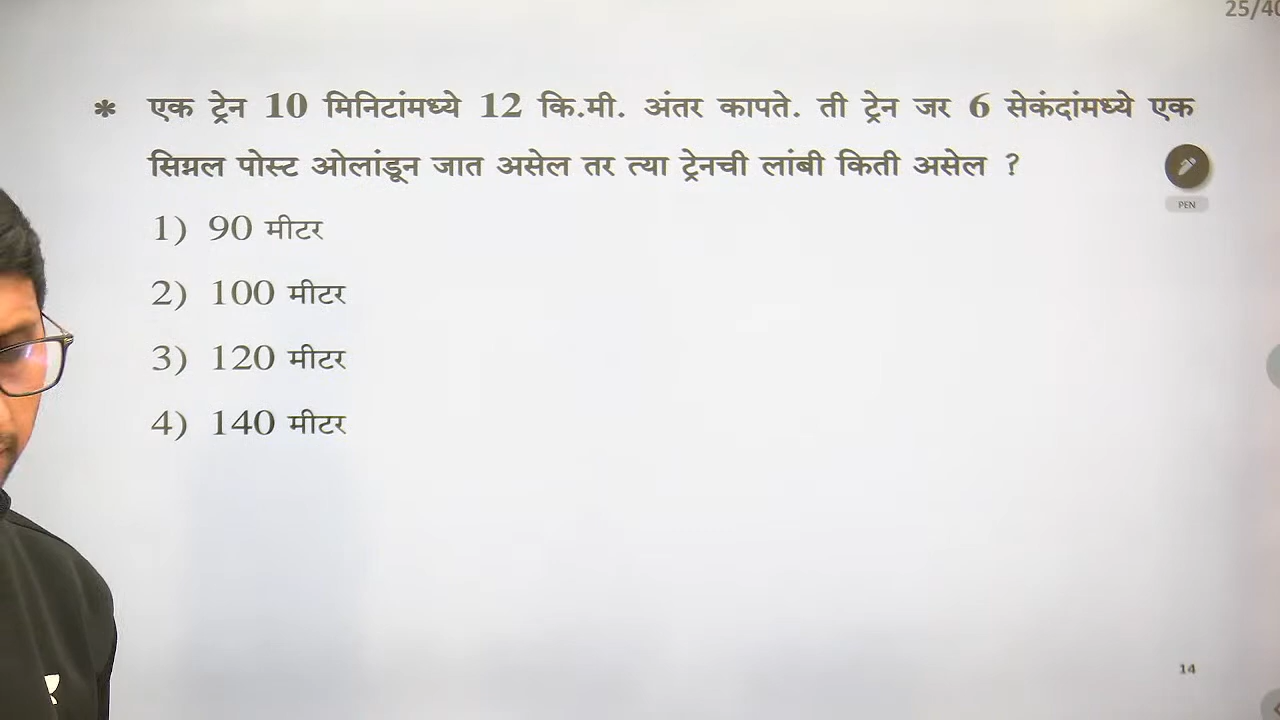 25/40
* एक ट्रेन 10 मिनिटांमध्ये 12 कि.मी. अंतर कापते. ती ट्रेन जर 6 सेकंदांमध्ये एक
सिग्नल पोस्ट ओलांडून जात असेल तर त्या ट्रेनची लांबी किती असेल ?
PEN
1) 90 मीटर
2) 100 मीटर
3) 120 मीटर
4) 140 मीटर
14